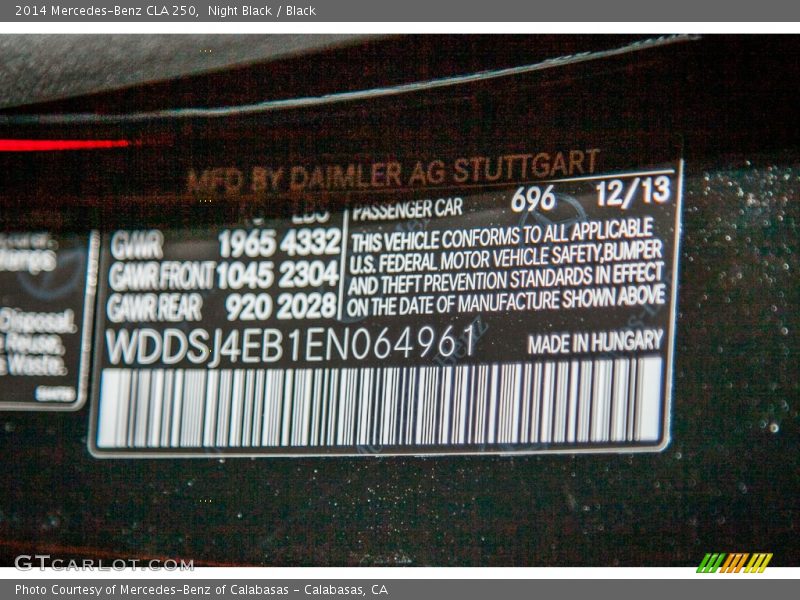 2014 Mercedes-Benz CLA 250, Night Black / Black
MFD BY DAIMLER AG STUTTGART
PASSENGER CAR 696 12/13
GWR 1965 4332
GAWR FRONT 1045 2304
GAWR REAR 920 2028
THIS VEHICLE CONFORMS TO ALL APPLICABLE
U.S. FEDERAL MOTOR VEHICLE SAFETY,BUMPER
AND THEFT PREVENTION STANDARDS IN EFFECT
ON THE DATE OF MANUFACTURE SHOWN ABOVE
WDDSJ4EB1EN064961
MADE IN HUNGARY
Disposal.
Reuse,
Waste.
GTcarlot.com
Photo Courtesy of Mercedes-Benz of Calabasas - Calabasas, CA